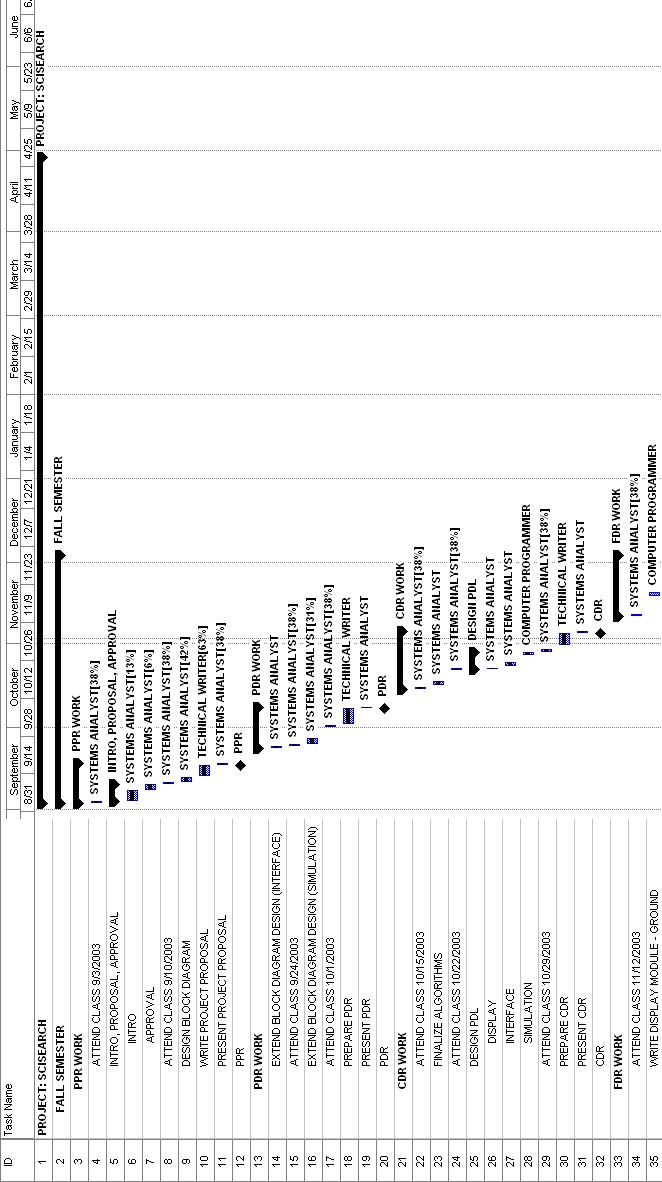 ID Task Name September October November December January February March April May June
8/31 9/14 9/28 10/12 10/26 11/9 11/23 12/7 12/21 1/4 1/18 2/1 2/15 2/29 3/14 3/28 4/11 4/25 5/9 5/23 6/6 6.
1 PROJECT: SCISEARCH PROJECT: SCISEARCH
2 FALL SEMESTER FALL SEMESTER
3 PPR WORK PPR WORK
4 ATTEND CLASS 9/3/2003 SYSTEMS ANALYST[38%]
5 INTRO, PROPOSAL, APPROVAL INTRO, PROPOSAL, APPROVAL
6 INTRO SYSTEMS ANALYST[13%]
7 APPROVAL SYSTEMS ANALYST[6%]
8 ATTEND CLASS 9/10/2003 SYSTEMS ANALYST[38%]
9 DESIGN BLOCK DIAGRAM SYSTEMS ANALYST[42%]
10 WRITE PROJECT PROPOSAL TECHNICAL WRITER[63%]
11 PRESENT PROJECT PROPOSAL SYSTEMS ANALYST[38%]
12 PPR PPR
13 PDR WORK PDR WORK
14 EXTEND BLOCK DIAGRAM DESIGN (INTERFACE) SYSTEMS ANALYST
15 ATTEND CLASS 9/24/2003 SYSTEMS ANALYST[38%]
16 EXTEND BLOCK DIAGRAM DESIGN (SIMULATION) SYSTEMS ANALYST[31%]
17 ATTEND CLASS 10/1/2003 SYSTEMS ANALYST[38%]
18 PREPARE PDR TECHNICAL WRITER
19 PRESENT PDR SYSTEMS ANALYST
20 PDR PDR
21 CDR WORK CDR WORK
22 ATTEND CLASS 10/15/2003 SYSTEMS ANALYST[38%]
23 FINALIZE ALGORITHMS SYSTEMS ANALYST
24 ATTEND CLASS 10/22/2003 SYSTEMS ANALYST[38%]
25 DESIGN PDL DESIGN PDL
26 DISPLAY SYSTEMS ANALYST
27 INTERFACE SYSTEMS ANALYST
28 SIMULATION COMPUTER PROGRAMMER
29 ATTEND CLASS 10/29/2003 SYSTEMS ANALYST[38%]
30 PREPARE CDR TECHNICAL WRITER
31 PRESENT CDR SYSTEMS ANALYST
32 CDR CDR
33 FDR WORK FDR WORK
34 ATTEND CLASS 11/12/2003 SYSTEMS ANALYST[38%]
35 WRITE DISPLAY MODULE - GROUND COMPUTER PROGRAMMER